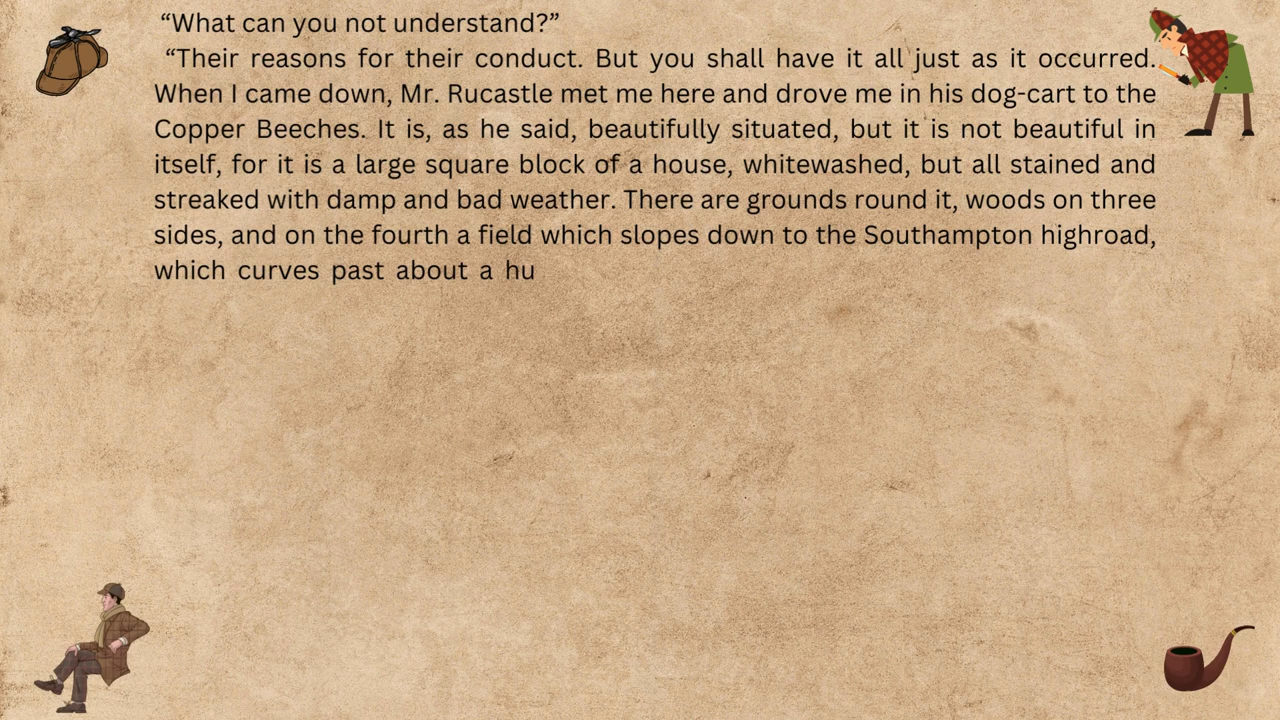 “What can you not understand?”
“Their reasons for their conduct. But you shall have it all just as it occurred.
When I came down, Mr. Rucastle met me here and drove me in his dog-cart to the
Copper Beeches. It is, as he said, beautifully situated, but it is not beautiful in
itself, for it is a large square block of a house, whitewashed, but all stained and
streaked with damp and bad weather. There are grounds round it, woods on three
sides, and on the fourth a field which slopes down to the Southampton highroad,
which curves past about a hu